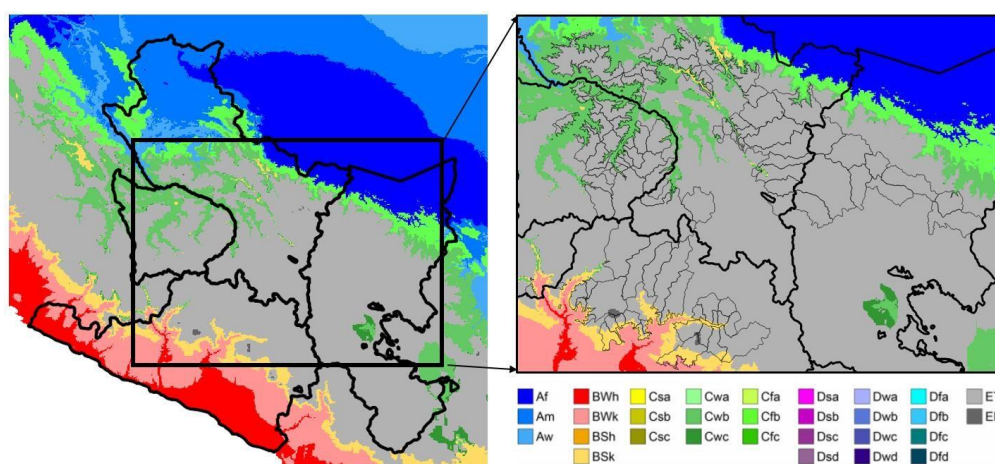 Af BWh Csa Cwa Cfa Dsa Dwa Dfa
Am BWk Csb Cwb Cfb Dsb Dwb Dfb
Aw BSh Csc Cwc Cfc Dsc Dwc Dfc
BSk Dsd Dwd Dfd